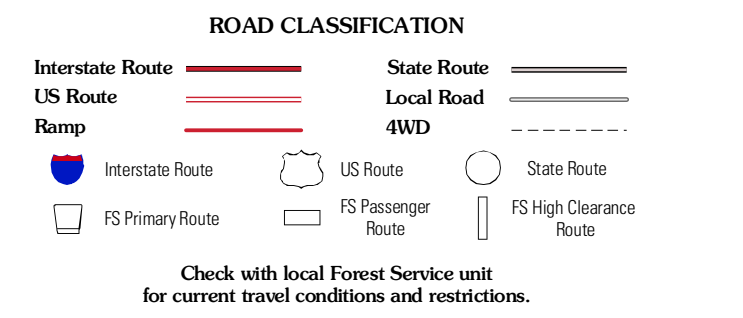 ROAD CLASSIFICATION
Interstate Route
State Route
US Route
Local Road
Ramp
4WD
Interstate Route
US Route
State Route
FS Primary Route
FS Passenger
Route
FS High Clearance
Route
Check with local Forest Service unit
for current travel conditions and restrictions.